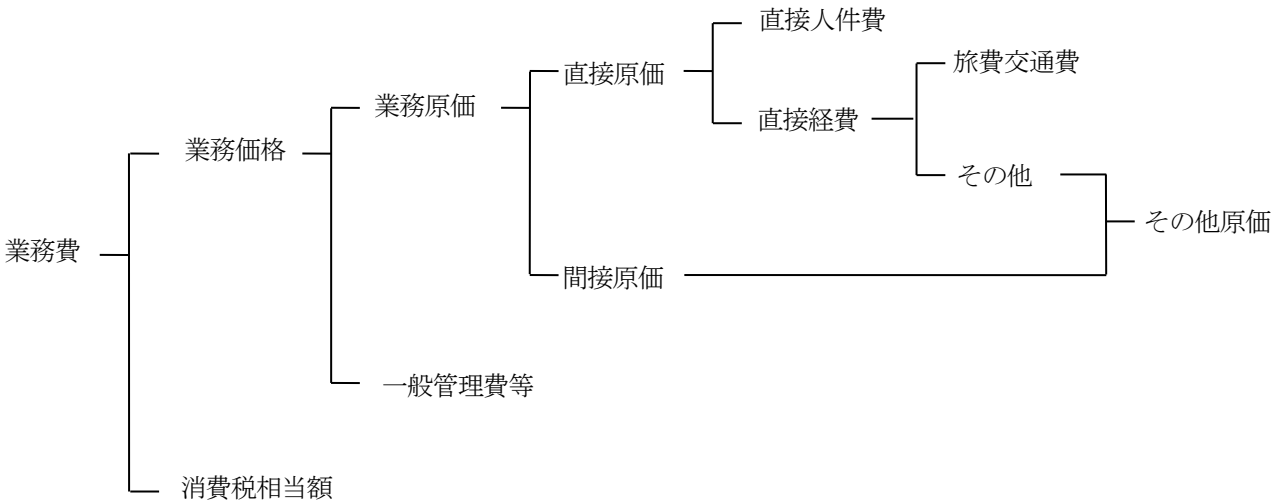 直接人件費
旅費交通費
直接原価
業務原価
直接経費
業務価格
その他
その他原価
業務費
間接原価
一般管理費等
消費税相当額